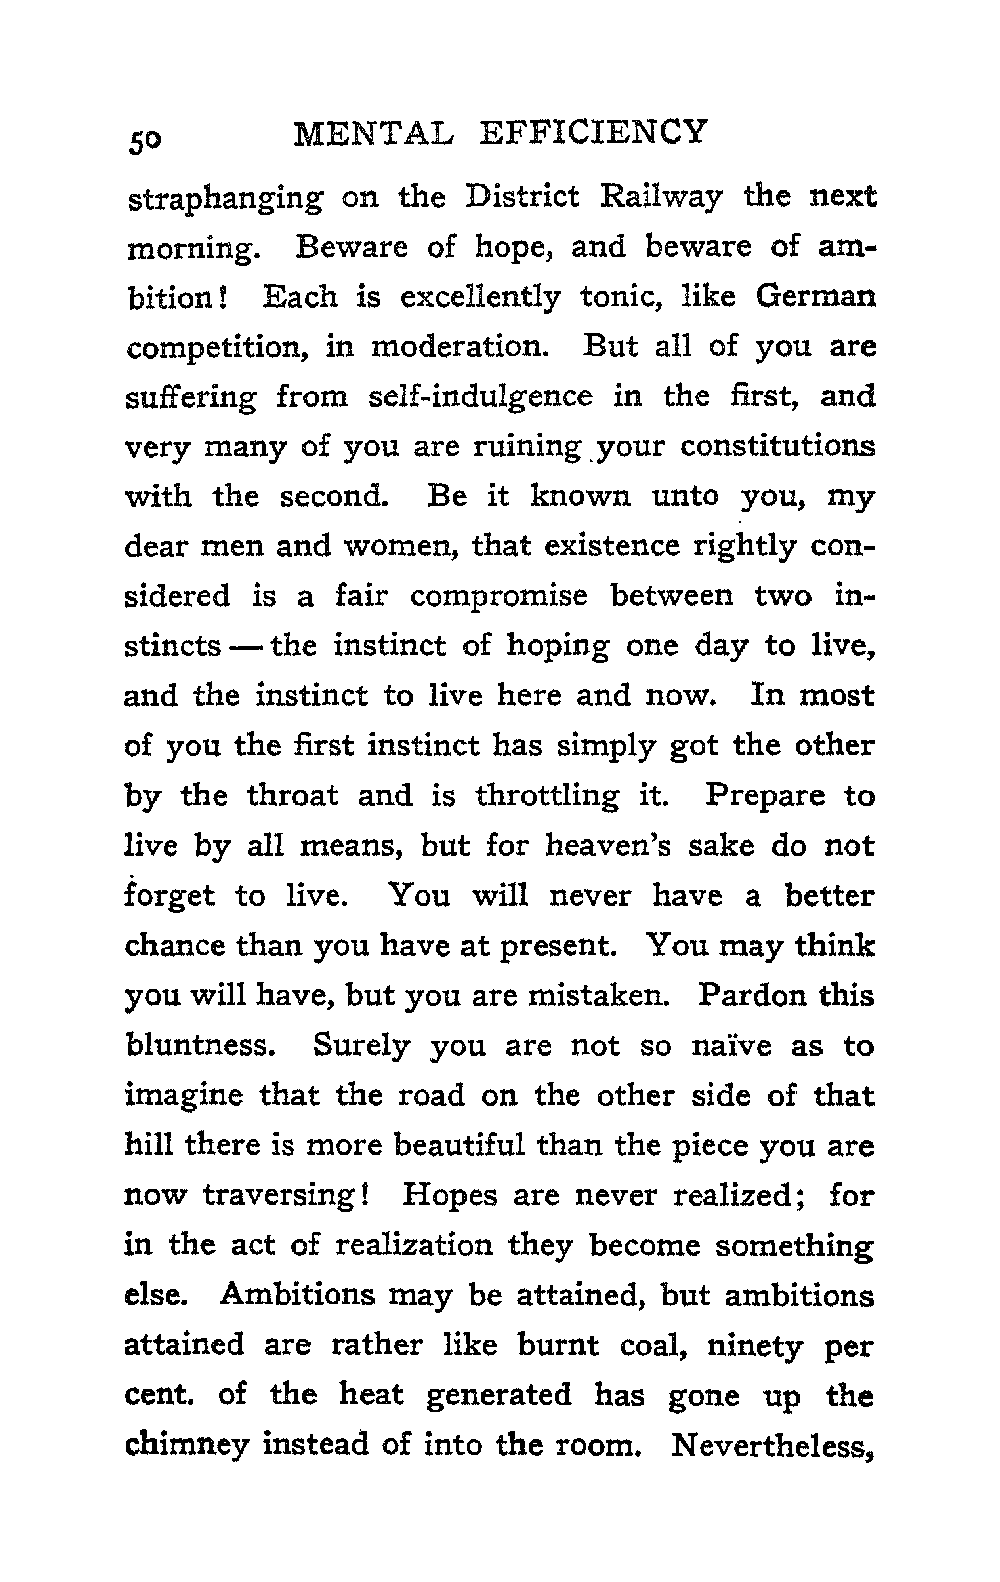 50 MENTAL EFFICIENCY
straphanging on the District Railway the next
morning. Beware of hope, and beware of am-
bition! Each is excellently tonic, like German
competition, in moderation. But all of you are
suffering from self-indulgence in the first, and
very many of you are ruining your constitutions
with the second. Be it known unto you, my
dear men and women, that existence rightly con-
sidered is a fair compromise between two in-
stincts — the instinct of hoping one day to live,
and the instinct to live here and now. In most
of you the first instinct has simply got the other
by the throat and is throttling it. Prepare to
live by all means, but for heaven's sake do not
forget to live. You will never have a better
chance than you have at present. You may think
you will have, but you are mistaken. Pardon this
bluntness. Surely you are not so naïve as to
imagine that the road on the other side of that
hill there is more beautiful than the piece you are
now traversing! Hopes are never realized; for
in the act of realization they become something
else. Ambitions may be attained, but ambitions
attained are rather like burnt coal, ninety per
cent. of the heat generated has gone up the
chimney instead of into the room. Nevertheless,